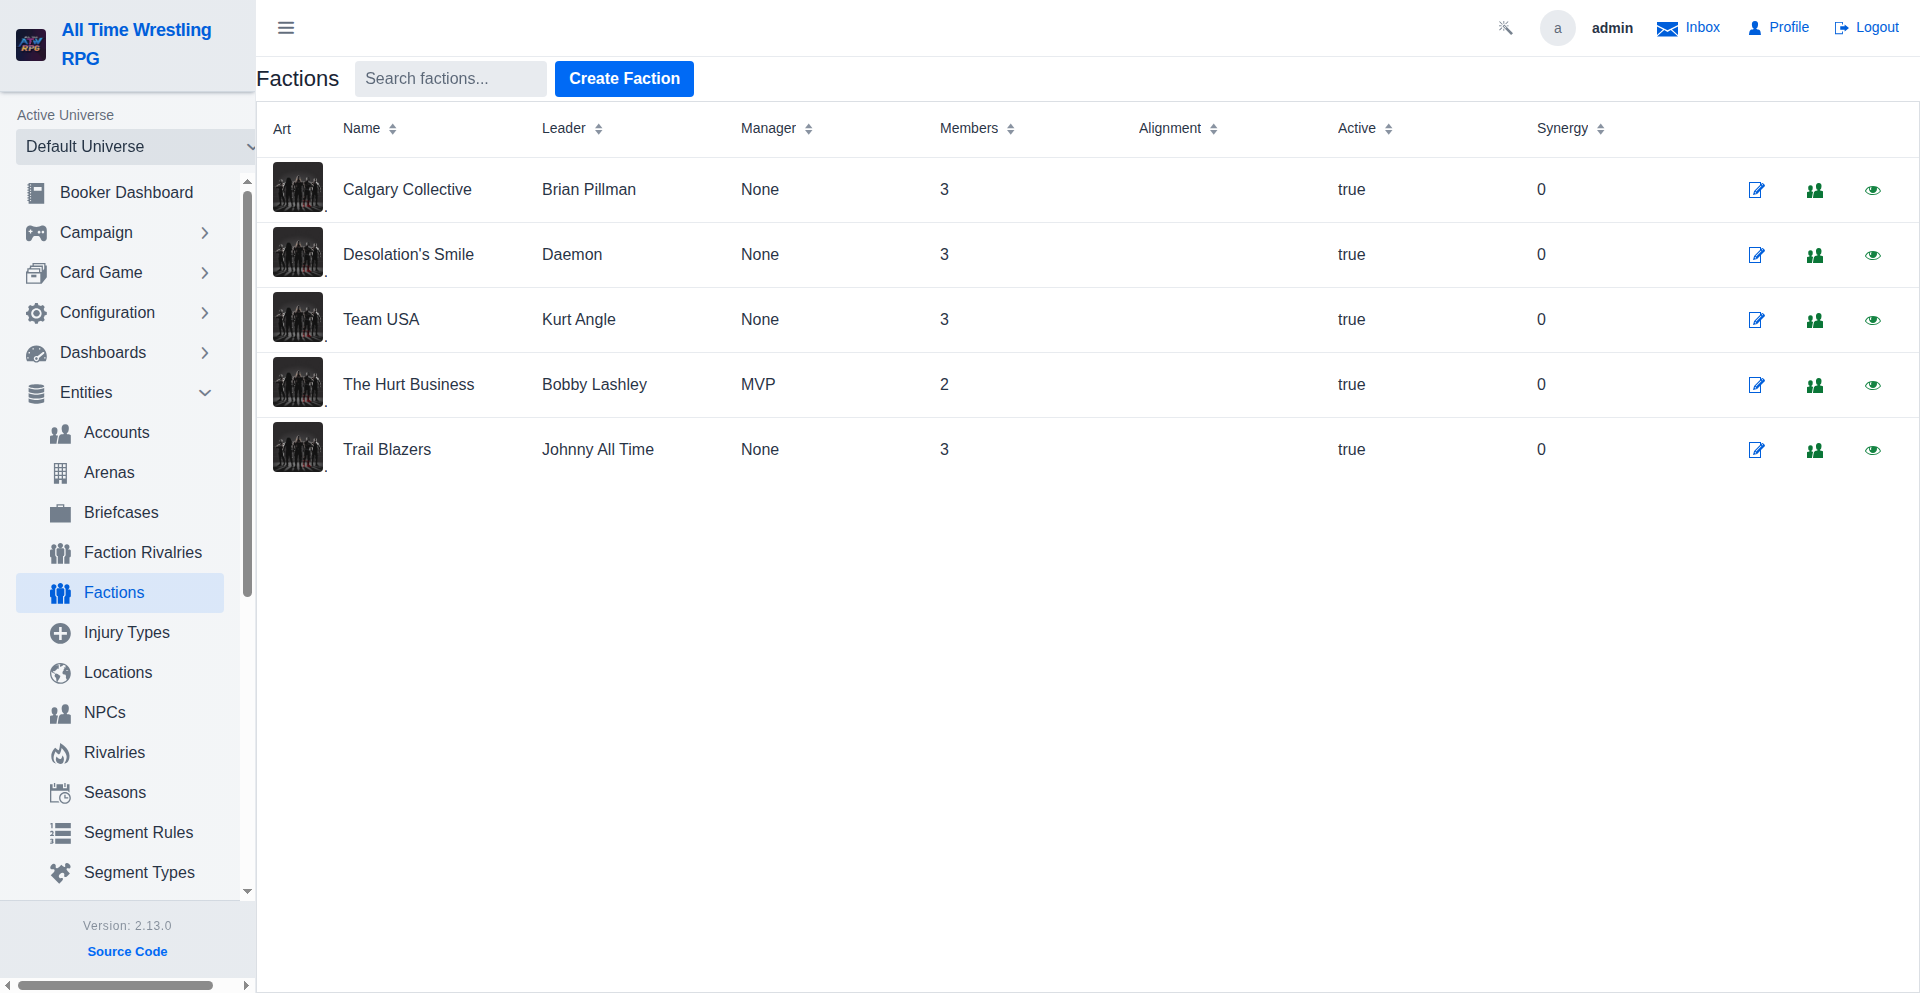 All Time Wrestling
RPG
a
admin
Inbox
Profile
Logout
Factions
Search factions...
Create Faction
Active Universe
Default Universe
Booker Dashboard
Campaign
Card Game
Configuration
Dashboards
Entities
Accounts
Arenas
Briefcases
Faction Rivalries
Factions
Injury Types
Locations
NPCs
Rivalries
Seasons
Segment Rules
Segment Types
Version: 2.13.0
Source Code
Art Name Leader Manager Members Alignment Active Synergy
Calgary Collective Brian Pillman None 3 true 0
Desolation's Smile Daemon None 3 true 0
Team USA Kurt Angle None 3 true 0
The Hurt Business Bobby Lashley MVP 2 true 0
Trail Blazers Johnny All Time None 3 true 0